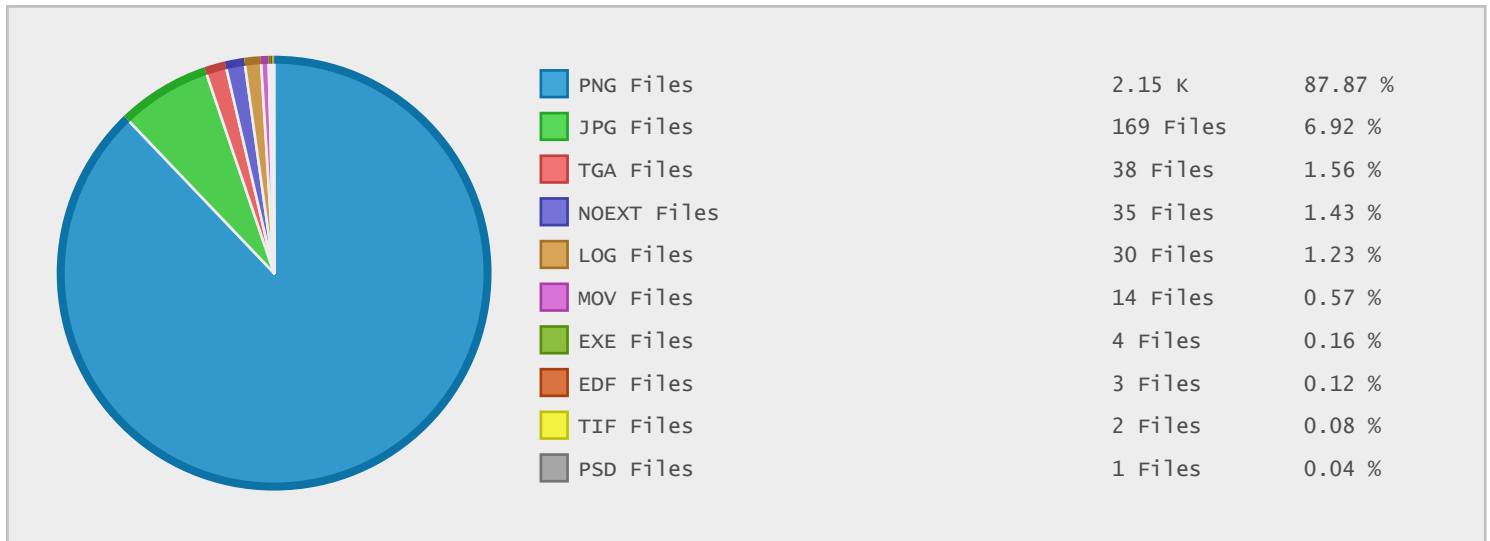 PNG Files 2.15 K 87.87 %
JPG Files 169 Files 6.92 %
TGA Files 38 Files 1.56 %
NOEXT Files 35 Files 1.43 %
LOG Files 30 Files 1.23 %
MOV Files 14 Files 0.57 %
EXE Files 4 Files 0.16 %
EDF Files 3 Files 0.12 %
TIF Files 2 Files 0.08 %
PSD Files 1 Files 0.04 %